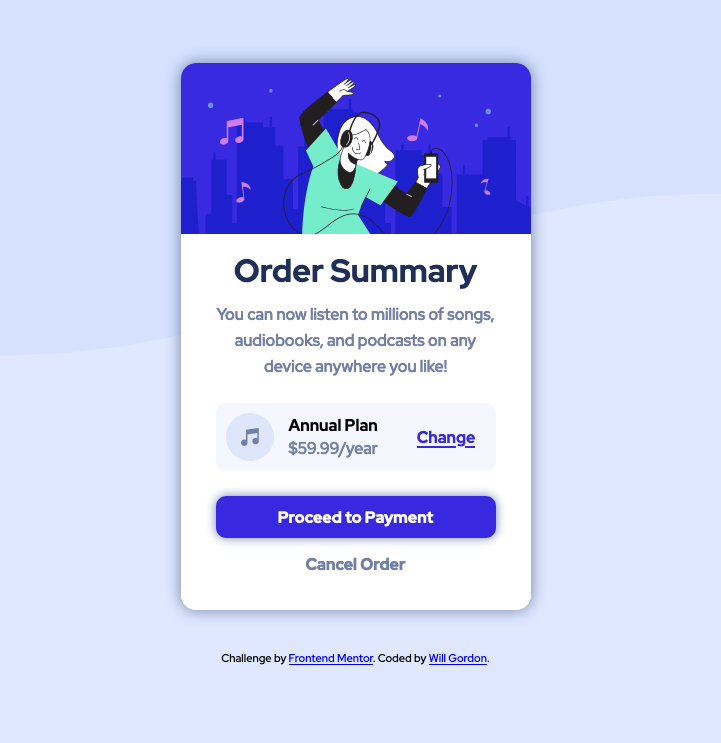 Order Summary
You can now listen to millions of songs,
audiobooks, and podcasts on any
device anywhere you like!
Annual Plan
$59.99/year
Change
Proceed to Payment
Cancel Order
Challenge by Frontend Mentor. Coded by Will Gordon.